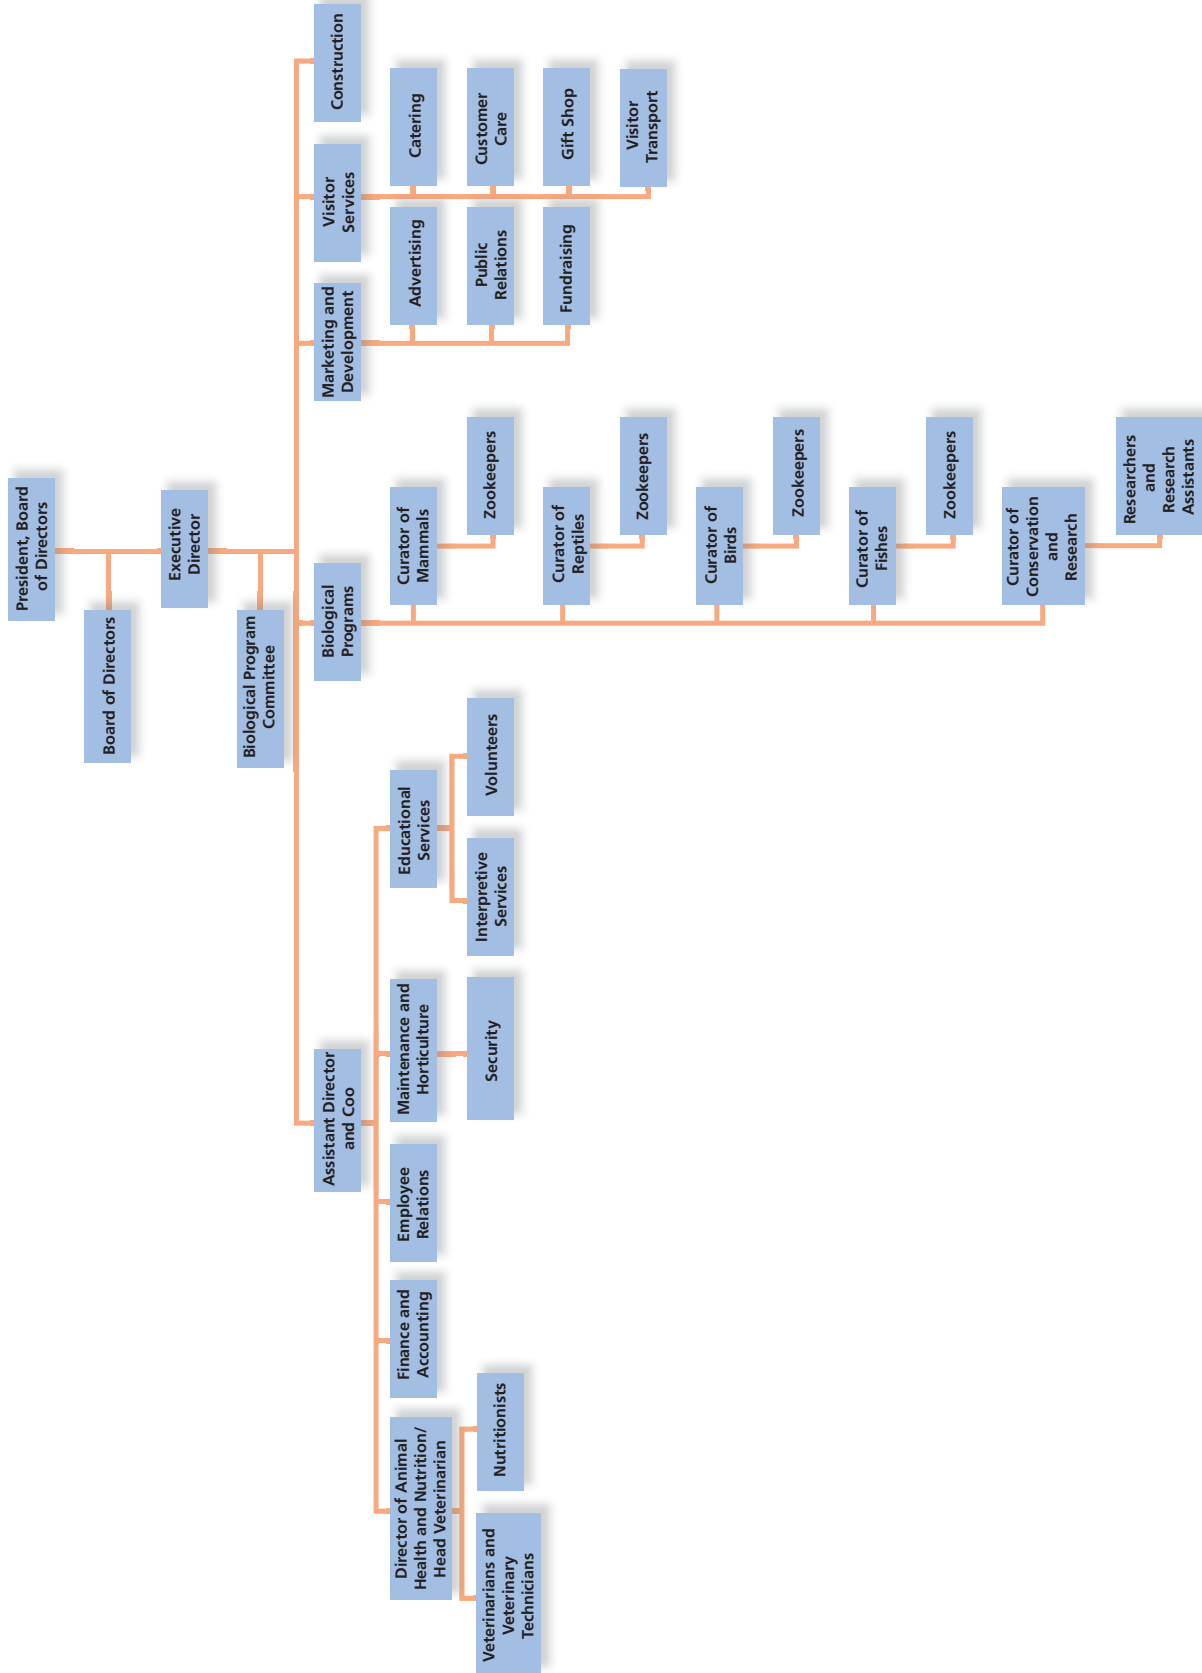 President, Board
of Directors
Board of Directors
Executive
Director
Biological Program
Committee
Assistant Director
and Coo
Biological
Programs
Marketing and
Development
Visitor
Services
Construction
Director of Animal
Health and Nutrition/
Head Veterinarian
Finance and
Accounting
Employee
Relations
Maintenance and
Horticulture
Educational
Services
Curator of
Mammals
Advertising
Catering
Veterinarians and
Veterinary
Technicians
Nutritionists
Security
Interpretive
Services
Volunteers
Zookeepers
Public
Relations
Customer
Care
Curator of
Reptiles
Fundraising
Gift Shop
Zookeepers
Visitor
Transport
Curator of
Birds
Zookeepers
Curator of
Fishes
Zookeepers
Curator of
Conservation
and
Research
Researchers
and
Research
Assistants